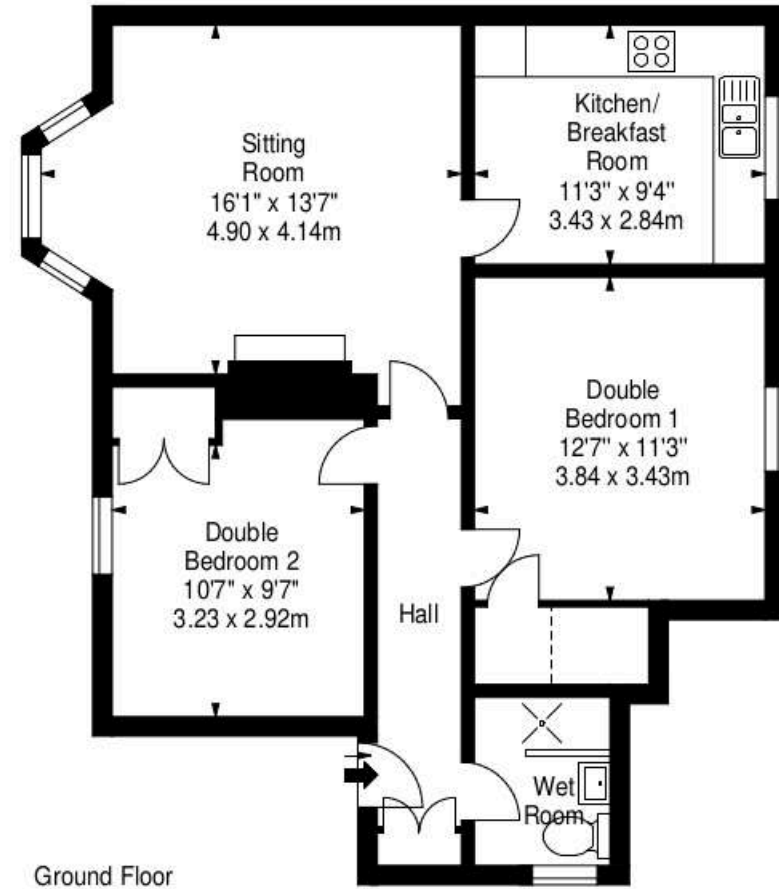 Sitting
Room
16'1" x 13'7"
4.90 x 4.14m
Kitchen/
Breakfast
Room
11'3" x 9'4"
3.43 x 2.84m
Double
Bedroom 1
12'7" x 11'3"
3.84 x 3.43m
Double
Bedroom 2
10'7" x 9'7"
3.23 x 2.92m
Hall
Wet
Room
Ground Floor